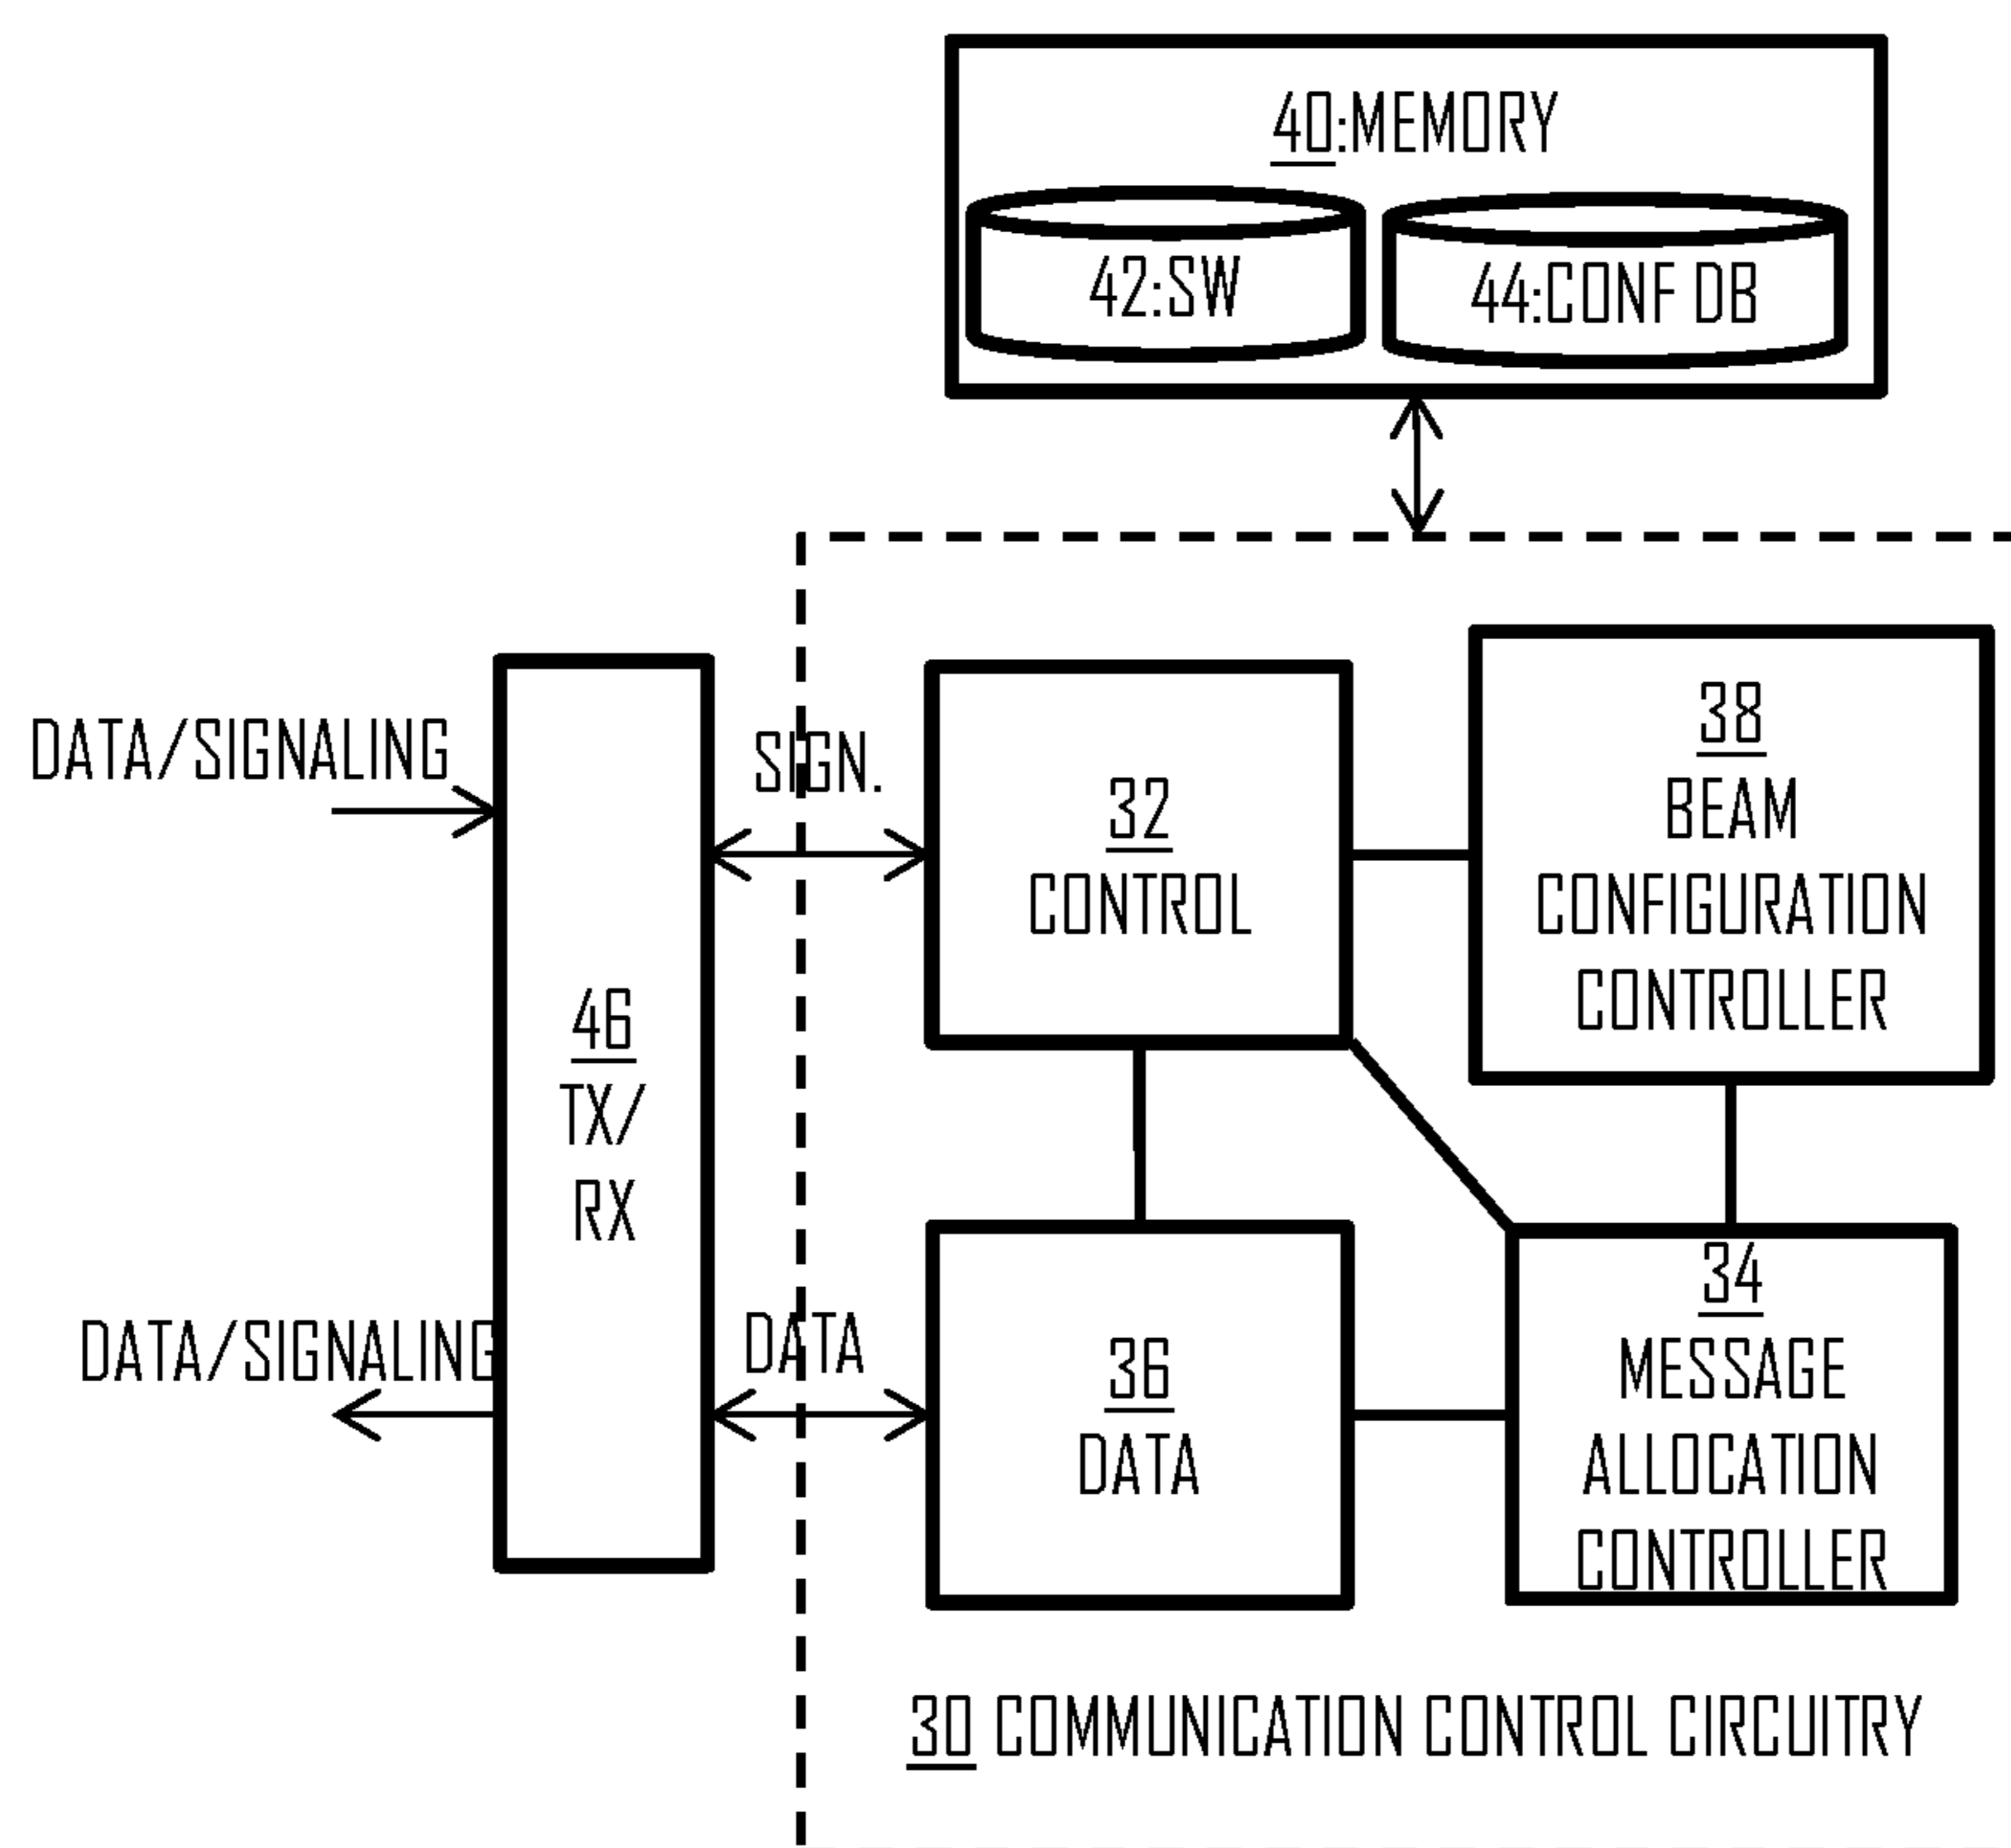 40:MEMORY
42:SW
44:CONF DB
DATA/SIGNALING
SIGN.
32
CONTROL
38
BEAM
CONFIGURATION
CONTROLLER
46
TX/
RX
DATA/SIGNALING
DATA
36
DATA
34
MESSAGE
ALLOCATION
CONTROLLER
30 COMMUNICATION CONTROL CIRCUITRY